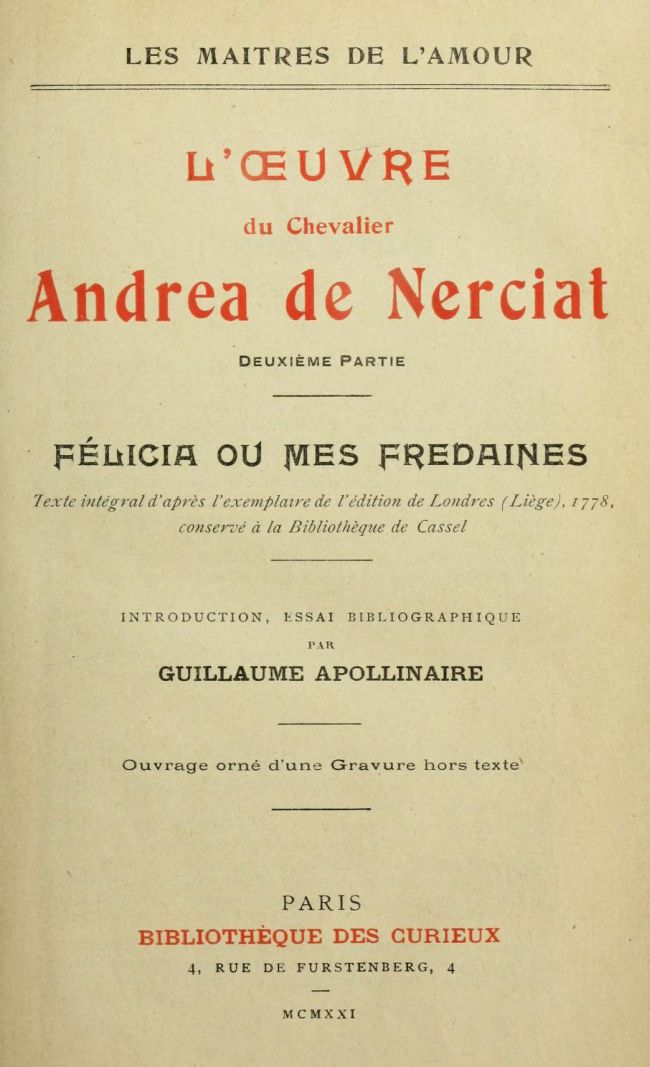 LES MAITRES DE L'AMOUR
L'ŒUVRE
du Chevalier
Andrea de Nerciat
DEUXIÈME PARTIE
FÉLICIA OU MES FREDAINES
Texte intégral d'après l'exemplaire de l'édition de Londres (Liège), 1778,
conservé à la Bibliothèque de Cassel
INTRODUCTION, ESSAI BIBLIOGRAPHIQUE
PAR
GUILLAUME APOLLINAIRE
Ouvrage orné d'une Gravure hors texte
PARIS
BIBLIOTHÈQUE DES CURIEUX
4, RUE DE FURSTENBERG, 4
MCMXXI